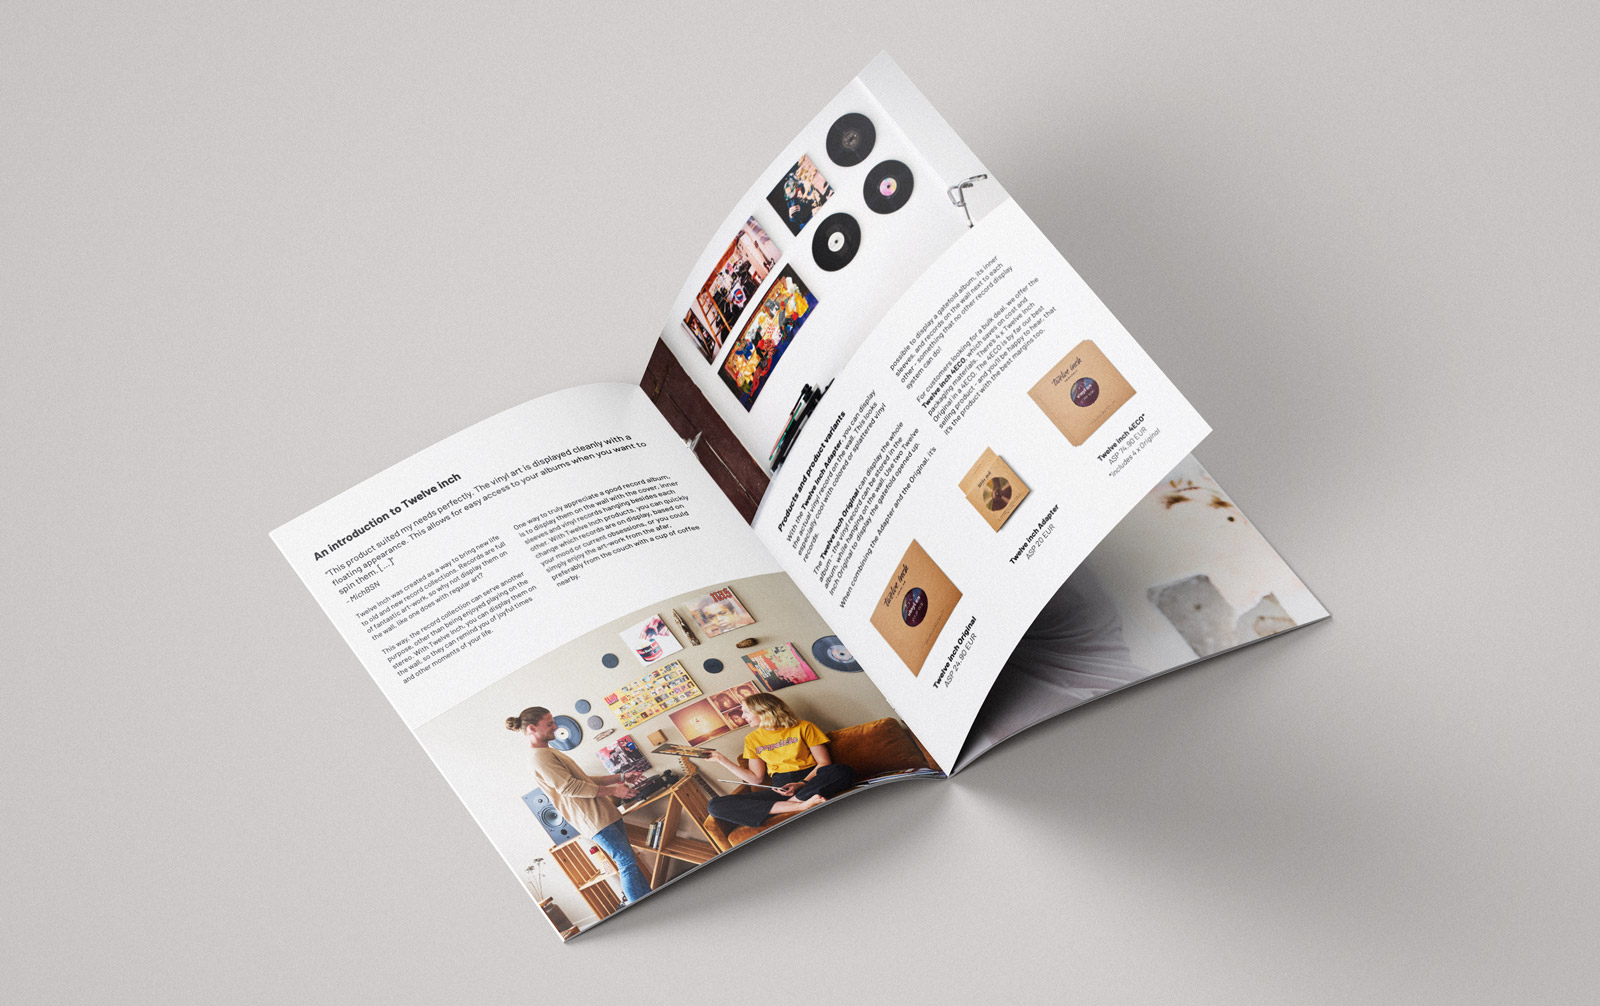 An introduction to Twelve inch
"This product suited my needs perfectly. The vinyl art is displayed cleanly with a
floating appearance. This allows for easy access to your albums when you want to
spin them. [...]"
- MichBSN
Twelve Inch was created as a way to bring new life
to old and new record collections. Records are full
of fantastic art-work, so why not display them on
the wall, like one does with regular art?
This way, the record collection can serve another
purpose, other than being enjoyed playing on the
stereo. With Twelve Inch, you can display them on
the wall, so they can remind you of joyful times
and other moments of your life.
One way to truly appreciate a good record album,
is to display them on the wall with the cover, inner
sleeves and vinyl records hanging besides each
other. With Twelve Inch products, you can quickly
change which records are on display, based on
your mood or current obsessions, or you could
simply enjoy the art-work from the afar,
preferably from the couch with a cup of coffee
nearby.
Products and product variants
With the Twelve Inch Adapter, you can display
the actual vinyl record on the wall. This looks
especially cool with colored or splattered vinyl
records.
The Twelve Inch Original can display the whole
album - the vinyl record can be stored in the
album, while hanging on the wall. Use two Twelve
Inch Original to display the gatefold opened up.
When combining the Adapter and the Original, it's
possible to display a gatefold album, its inner
sleeves, and records on the wall next to each
other - something that no other record display
system can do!
For customers looking for a bulk deal, we offer the
Twelve Inch 4ECO, which saves on cost and
packaging materials. There's 4 x Twelve Inch
Original in a 4ECO. The 4ECO is by far our best
selling product - and you'll be happy to hear, that
it's the product with the best margins too.
Twelve inch
Twelve Inch Original
ASP 24,90 EUR
Twelve Inch Adapter
ASP 20 EUR
Twelve inch
Twelve Inch 4ECO*
ASP 74,90 EUR
*includes 4 x Original